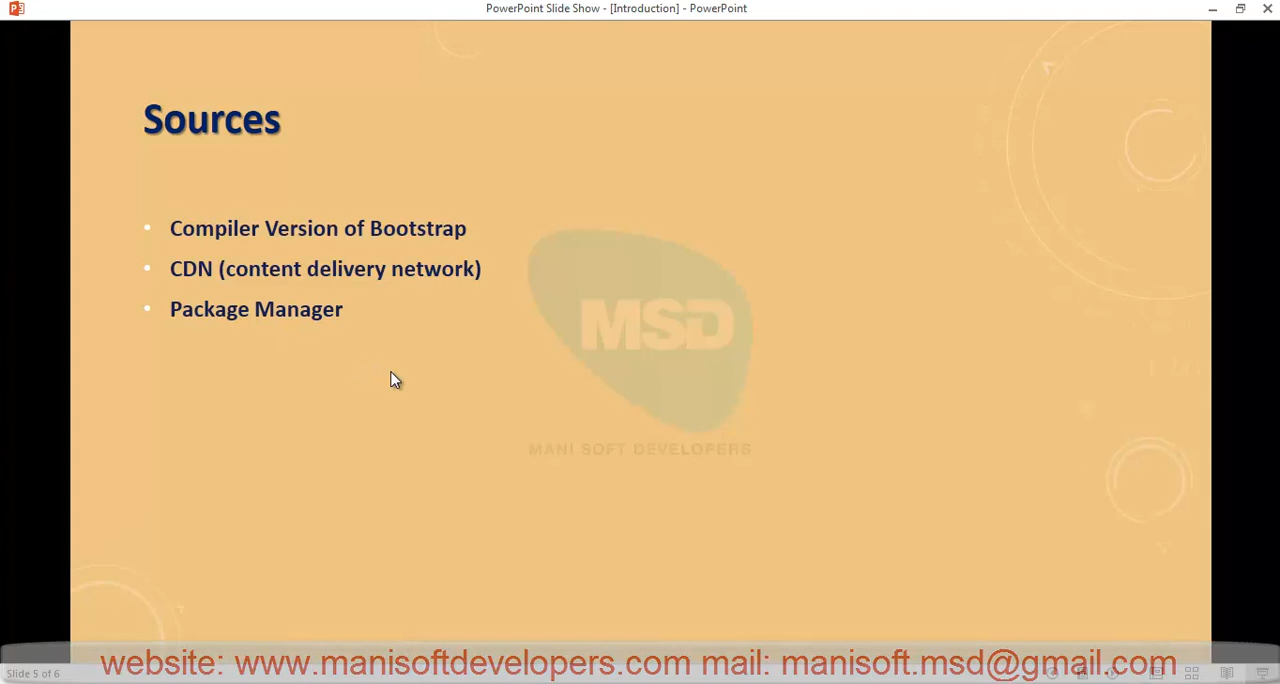 PowerPoint Slide Show - [Introduction] - PowerPoint
Sources
• Compiler Version of Bootstrap
• CDN (content delivery network)
• Package Manager
MSD
MANI SOFT DEVELOPERS
website: www.manisoftdevelopers.com mail: manisoft.msd@gmail.com
Slide 5 of 6